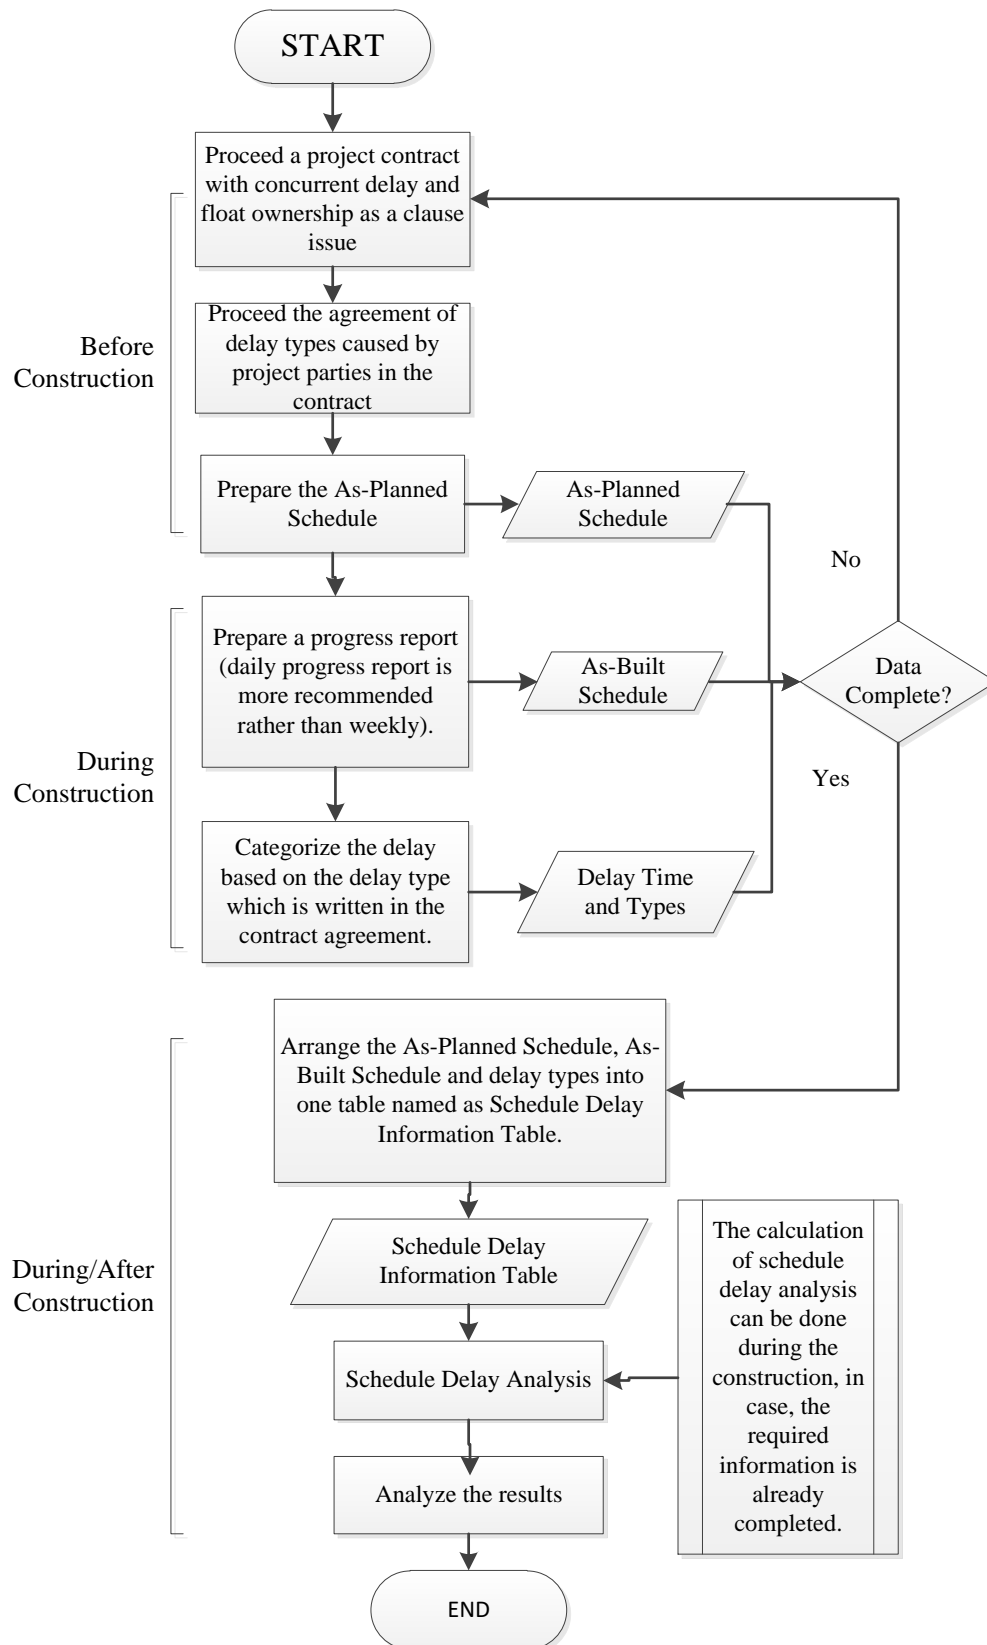 START
Proceed a project contract
with concurrent delay and
float ownership as a clause
issue
Before
Construction
Proceed the agreement of
delay types caused by
project parties in the
contract
Prepare the As-Planned
Schedule
As-Planned
Schedule
No
Prepare a progress report
(daily progress report is
more recommended
rather than weekly).
As-Built
Schedule
Data
Complete?
During
Construction
Yes
Categorize the delay
based on the delay type
which is written in the
contract agreement.
Delay Time
and Types
Arrange the As-Planned Schedule, As-
Built Schedule and delay types into
one table named as Schedule Delay
Information Table.
During/After
Construction
Schedule Delay
Information Table
The calculation
of schedule
delay analysis
can be done
during the
construction, in
case, the
required
information is
already
completed.
Schedule Delay Analysis
Analyze the results
END